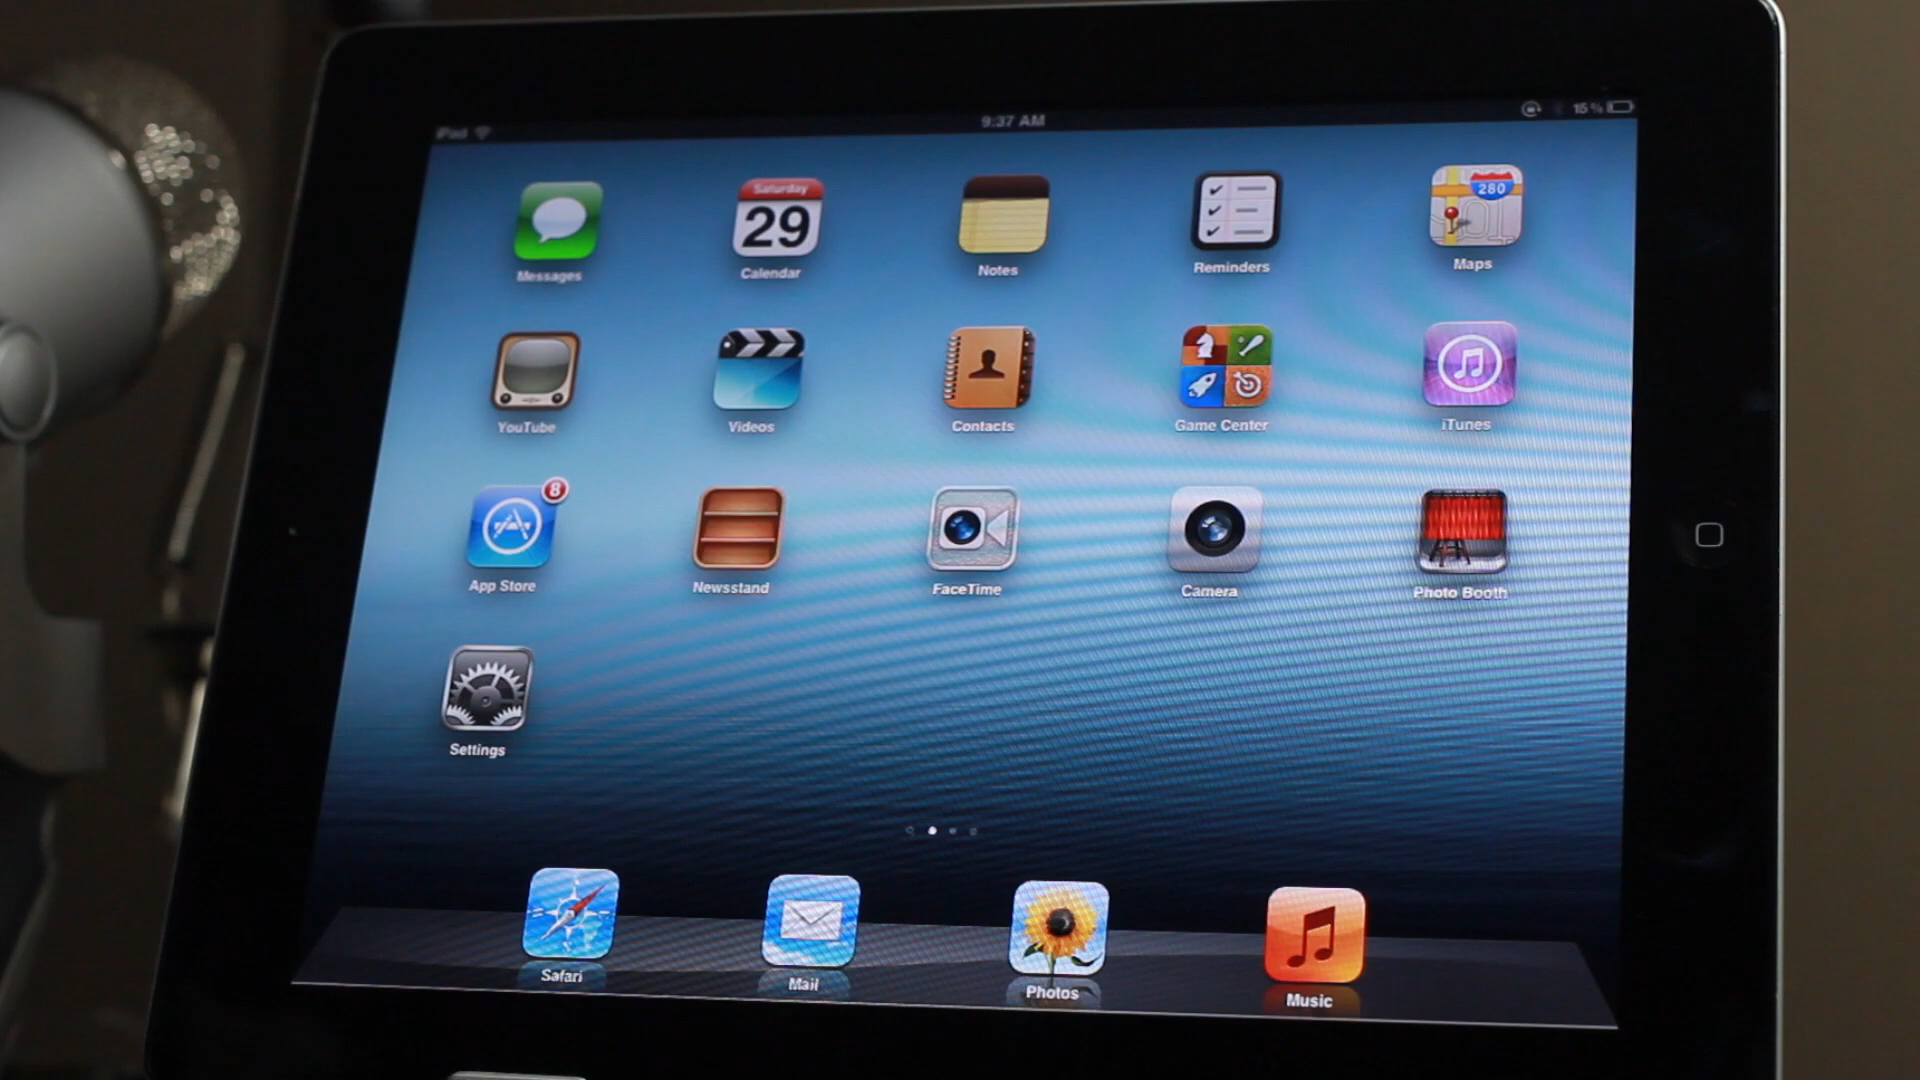 iPad 9:37 AM 15%
Saturday 280
29
Messages Calendar Notes Reminders Maps
YouTube Videos Contacts Game Center iTunes
8
App Store Newsstand FaceTime Camera Photo Booth
Settings
Safari Mail Photos Music